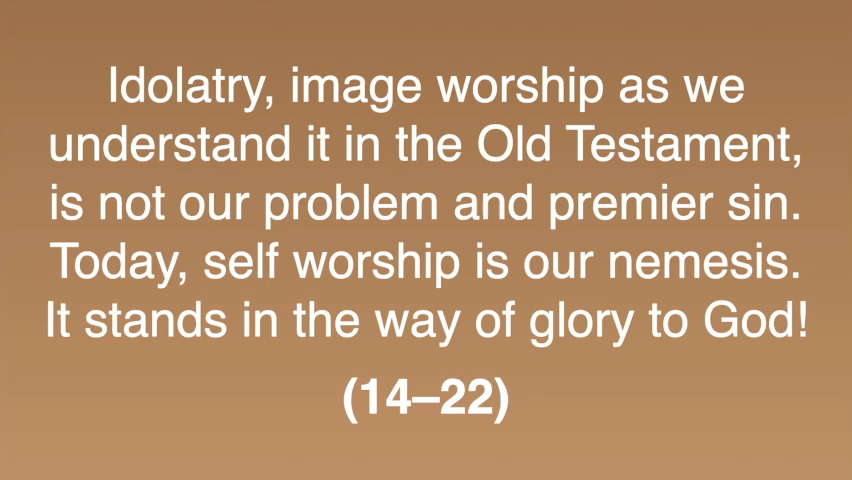 Idolatry, image worship as we
understand it in the Old Testament,
is not our problem and premier sin.
Today, self worship is our nemesis.
It stands in the way of glory to God!
(14–22)